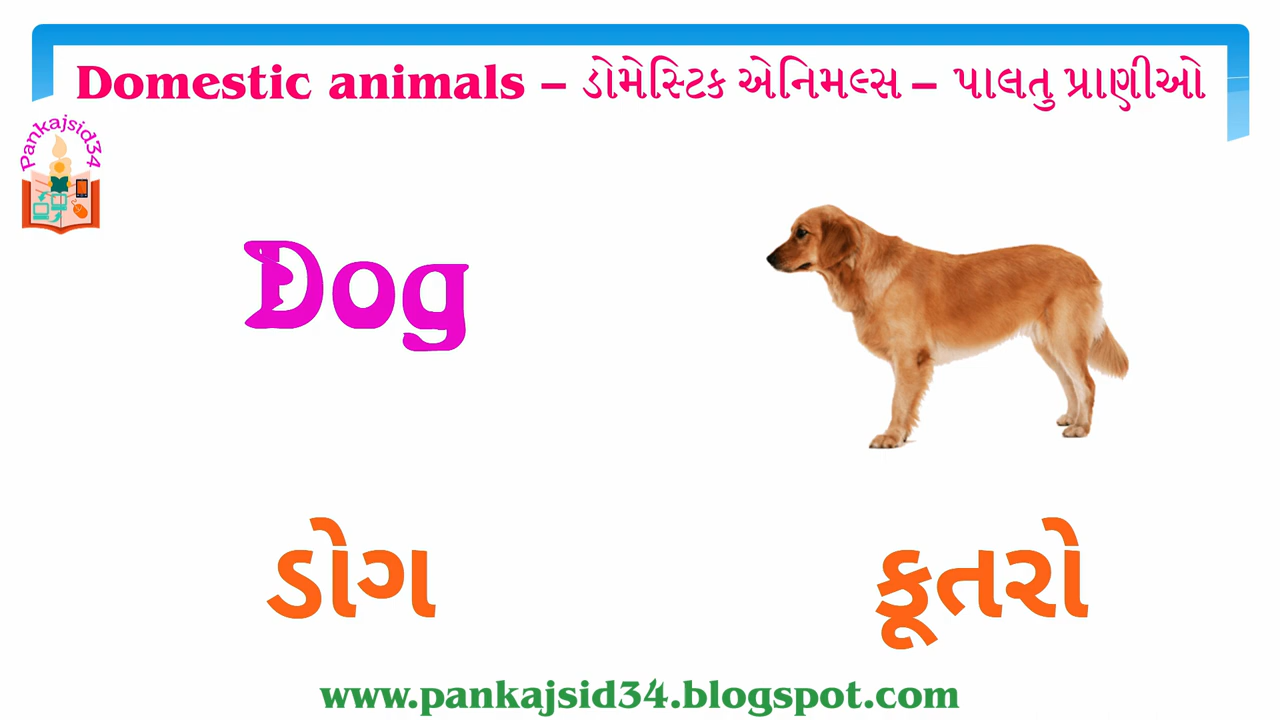 Domestic animals – ડોમેસ્ટિક એનિમલ્સ – પાલતુ પ્રાણીઓ
Pankajsid34
Dog
ડોગ
કૂતરો
www.pankajsid34.blogspot.com